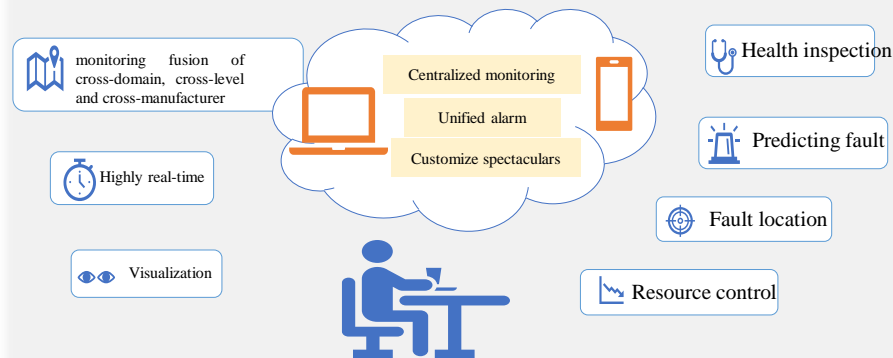 monitoring fusion of
cross-domain, cross-level
and cross-manufacturer
Highly real-time
Visualization
Centralized monitoring
Unified alarm
Customize spectaculars
Health inspection
Predicting fault
Fault location
Resource control